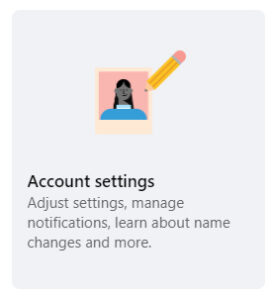 Account settings
Adjust settings, manage
notifications, learn about name
changes and more.